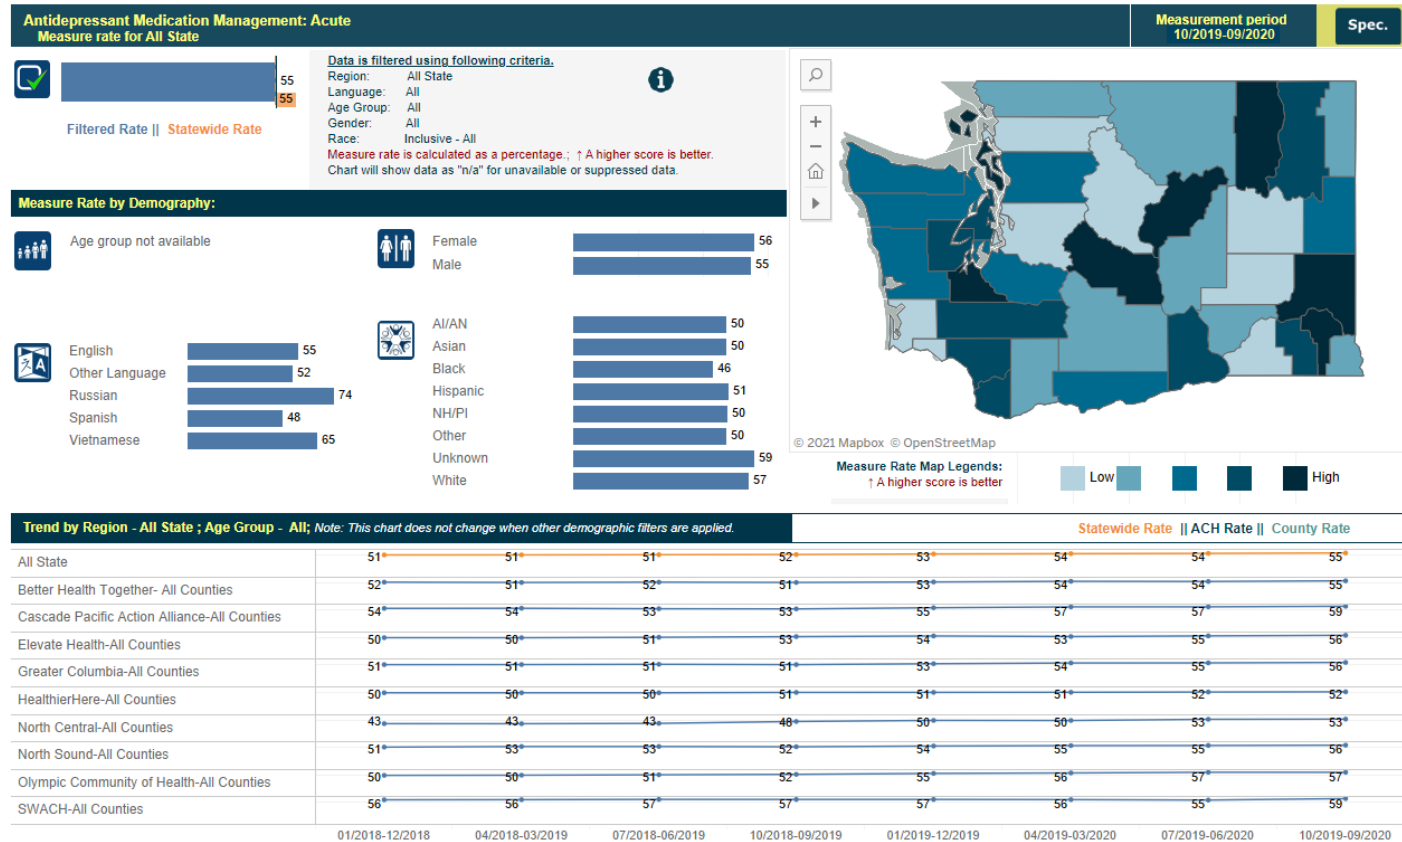 Antidepressant Medication Management: Acute
Measure rate for All State
Measurement period
10/2019-09/2020
Spec.
55
55
Filtered Rate || Statewide Rate
Data is filtered using following criteria.
Region: All State
Language: All
Age Group: All
Gender: All
Race: Inclusive - All
Measure rate is calculated as a percentage.; ↑ A higher score is better.
Chart will show data as "n/a" for unavailable or suppressed data.
i
Measure Rate by Demography:
Age group not available
Female 56
Male 55
English 55
Other Language 52
Russian 74
Spanish 48
Vietnamese 65
AI/AN 50
Asian 50
Black 46
Hispanic 51
NH/PI 50
Other 50
Unknown 59
White 57
© 2021 Mapbox © OpenStreetMap
Measure Rate Map Legends:
↑ A higher score is better
Low High
Trend by Region - All State ; Age Group - All; Note: This chart does not change when other demographic filters are applied.
Statewide Rate || ACH Rate || County Rate
All State 51 51 51 52 53 54 54 55
Better Health Together- All Counties 52 51 52 51 53 54 54 55
Cascade Pacific Action Alliance-All Counties 54 54 53 53 55 57 57 59
Elevate Health-All Counties 50 50 51 53 54 53 55 56
Greater Columbia-All Counties 51 51 51 51 53 54 55 56
HealthierHere-All Counties 50 50 50 51 51 51 52 52
North Central-All Counties 43 43 43 48 50 50 53 53
North Sound-All Counties 51 53 53 52 54 55 55 56
Olympic Community of Health-All Counties 50 50 51 52 55 56 57 57
SWACH-All Counties 56 56 57 57 57 56 55 59
01/2018-12/2018 04/2018-03/2019 07/2018-06/2019 10/2018-09/2019 01/2019-12/2019 04/2019-03/2020 07/2019-06/2020 10/2019-09/2020